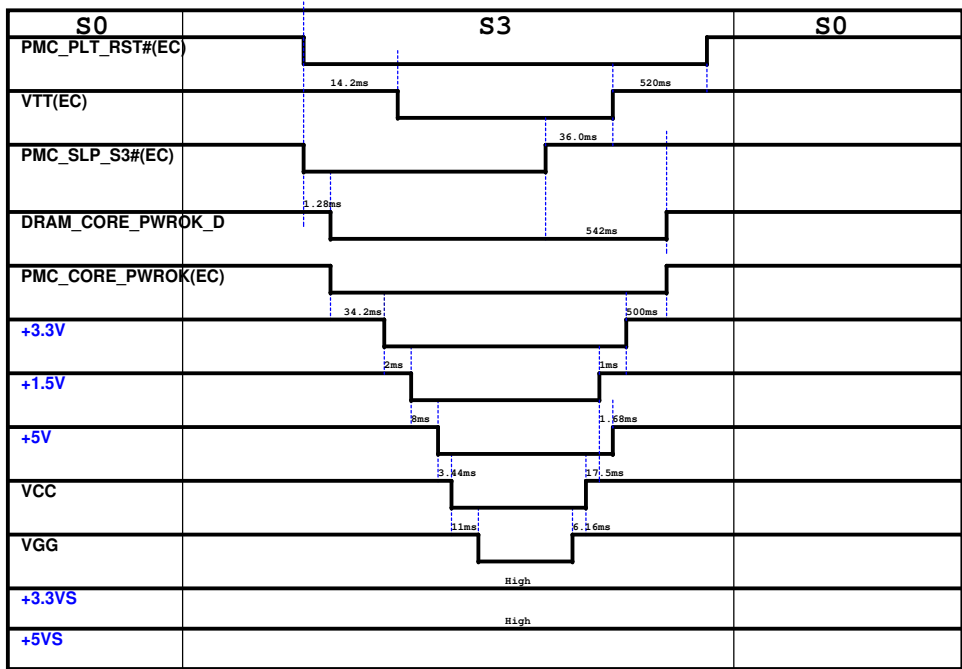 S0 S3 S0
PMC_PLT_RST#(EC)
14.2ms 520ms
VTT(EC)
36.0ms
PMC_SLP_S3#(EC)
1.28ms
DRAM_CORE_PWROK_D
542ms
PMC_CORE_PWROK(EC)
34.2ms 500ms
+3.3V
2ms 1ms
+1.5V
8ms 1.68ms
+5V
3.44ms 17.5ms
VCC
11ms 6.16ms
VGG
High
+3.3VS
High
+5VS